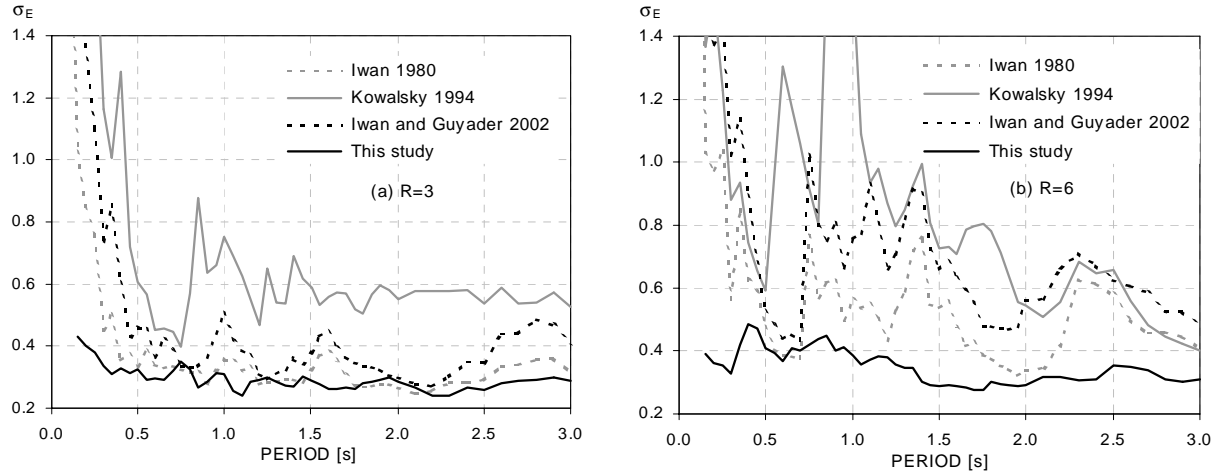 σE
1.4
1.2
1.0
0.8
0.6
0.4
0.2
0.0 0.5 1.0 1.5 2.0 2.5 3.0
PERIOD [s]
Iwan 1980
Kowalsky 1994
Iwan and Guyader 2002
This study
(a) R=3
σE
1.4
1.2
1.0
0.8
0.6
0.4
0.2
0.0 0.5 1.0 1.5 2.0 2.5 3.0
PERIOD [s]
Iwan 1980
Kowalsky 1994
Iwan and Guyader 2002
This study
(b) R=6